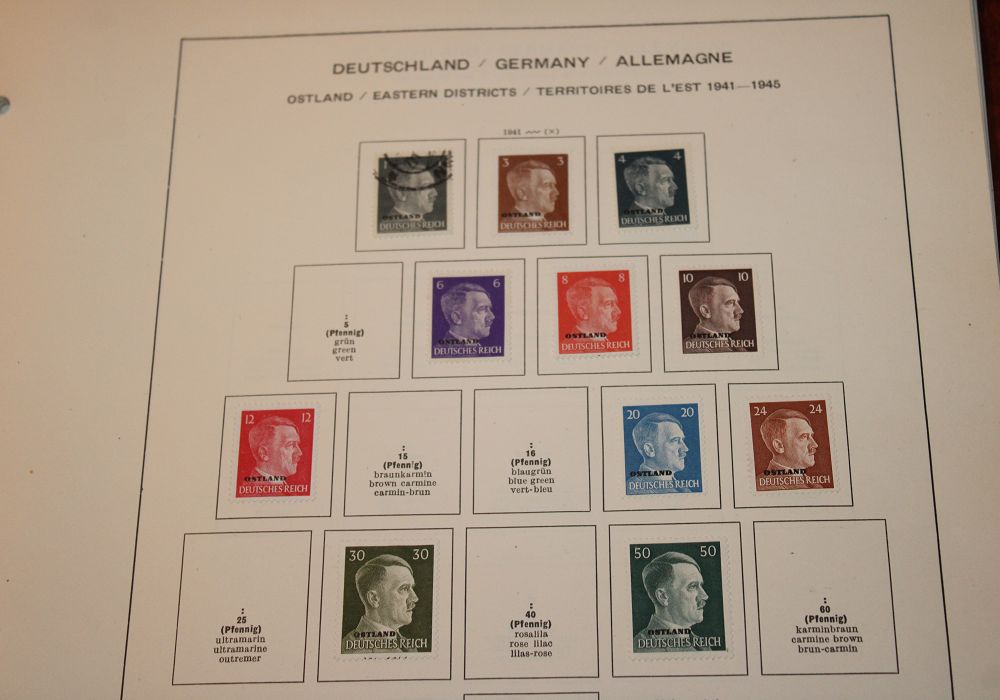 DEUTSCHLAND / GERMANY / ALLEMAGNE
OSTLAND / EASTERN DISTRICTS / TERRITOIRES DE L'EST 1941—1945
1941 ~~ (×)
1
OSTLAND
DEUTSCHES REICH
3 3
OSTLAND
DEUTSCHES REICH
4 4
OSTLAND
DEUTSCHES REICH
:
5
(Pfennig)
grün
green
vert
6 6
OSTLAND
DEUTSCHES REICH
8 8
OSTLAND
DEUTSCHES REICH
10 10
OSTLAND
DEUTSCHES REICH
12 12
OSTLAND
DEUTSCHES REICH
:
15
(Pfennig)
braunkarmin
brown carmine
carmin-brun
:
16
(Pfennig)
blaugrün
blue green
vert-bleu
20 20
OSTLAND
DEUTSCHES REICH
24 24
OSTLAND
DEUTSCHES REICH
:
25
(Pfennig)
ultramarin
ultramarine
outremer
30 30
OSTLAND
DEUTSCHES REICH
:
40
(Pfennig)
rosalila
rose lilac
lilas-rose
50 50
OSTLAND
DEUTSCHES REICH
:
60
(Pfennig)
karminbraun
carmine brown
brun-carmin